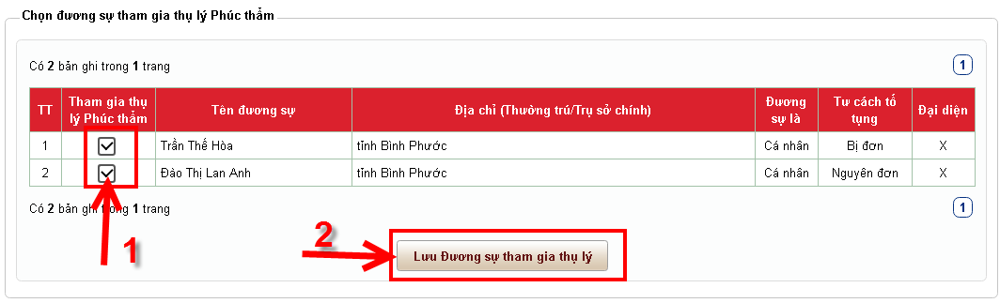 Chọn đương sự tham gia thụ lý Phúc thẩm
Có 2 bản ghi trong 1 trang
1
TT Tham gia thụ lý Phúc thẩm Tên đương sự Địa chỉ (Thường trú/Trụ sở chính) Đương sự là Tư cách tố tụng Đại diện
1 Trần Thế Hòa tỉnh Bình Phước Cá nhân Bị đơn X
2 Đào Thị Lan Anh tỉnh Bình Phước Cá nhân Nguyên đơn X
Có 2 bản ghi trong 1 trang
1
1
2
Lưu Đương sự tham gia thụ lý